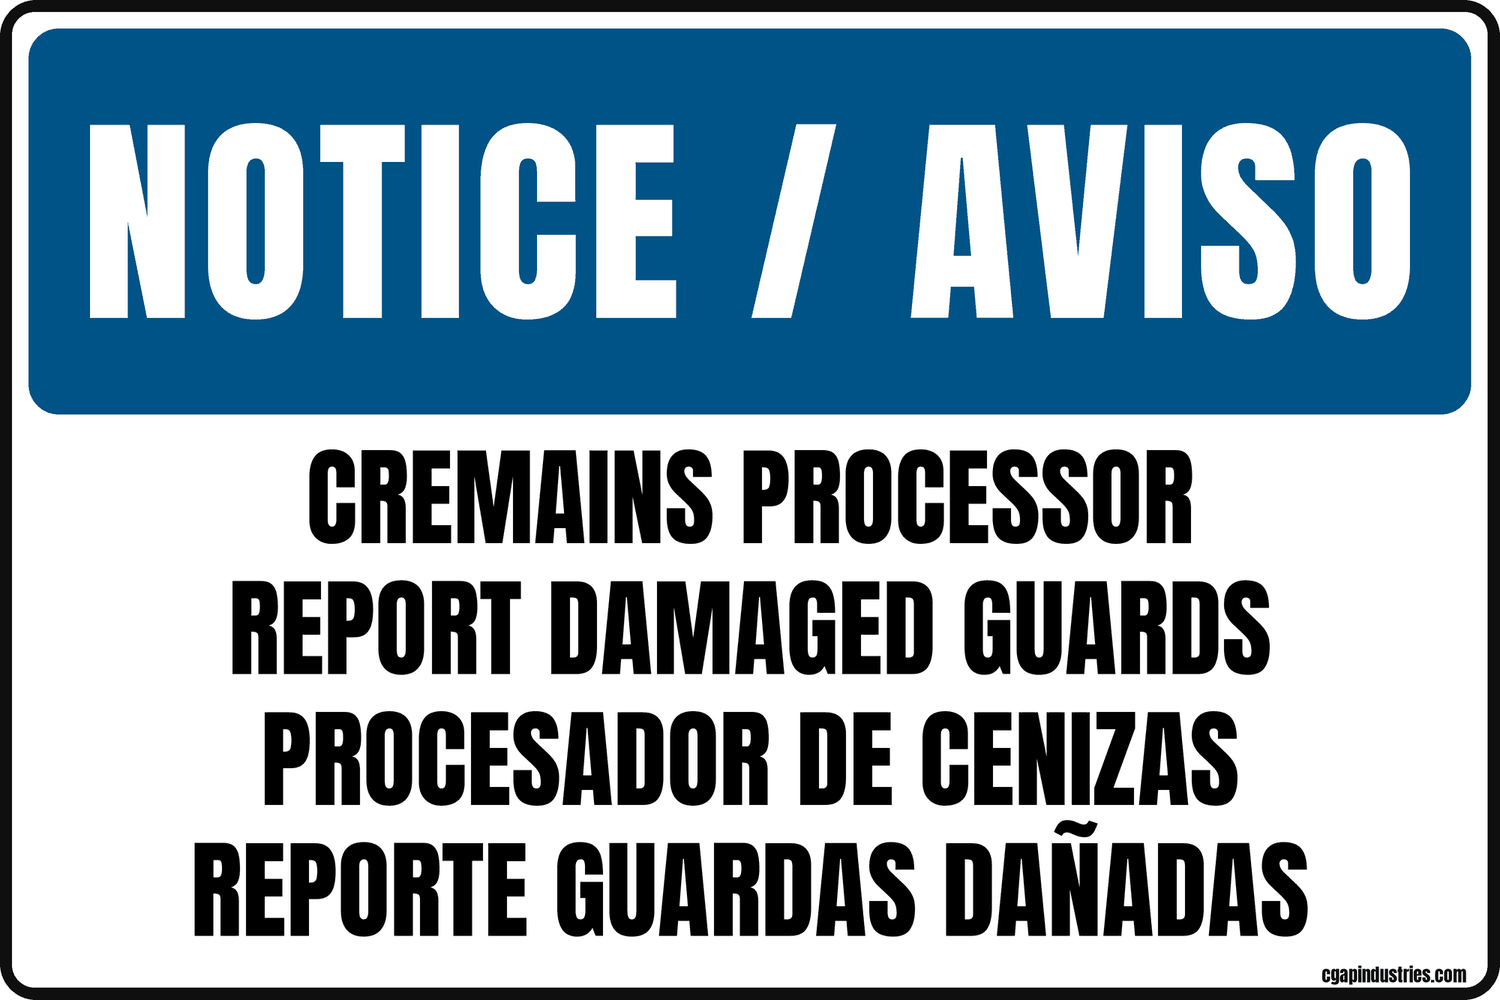 NOTICE / AVISO
CREMAINS PROCESSOR
REPORT DAMAGED GUARDS
PROCESADOR DE CENIZAS
REPORTE GUARDAS DAÑADAS
cgapindustries.com